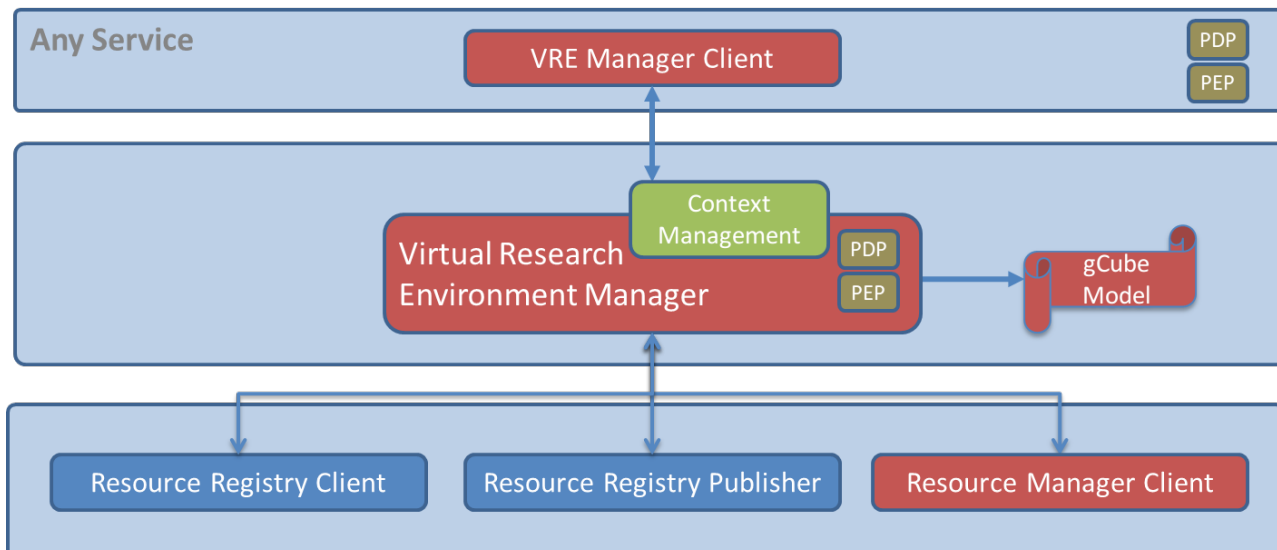 Any Service
VRE Manager Client
PDP
PEP
Context
Management
Virtual Research
Environment Manager
PDP
PEP
gCube
Model
Resource Registry Client
Resource Registry Publisher
Resource Manager Client